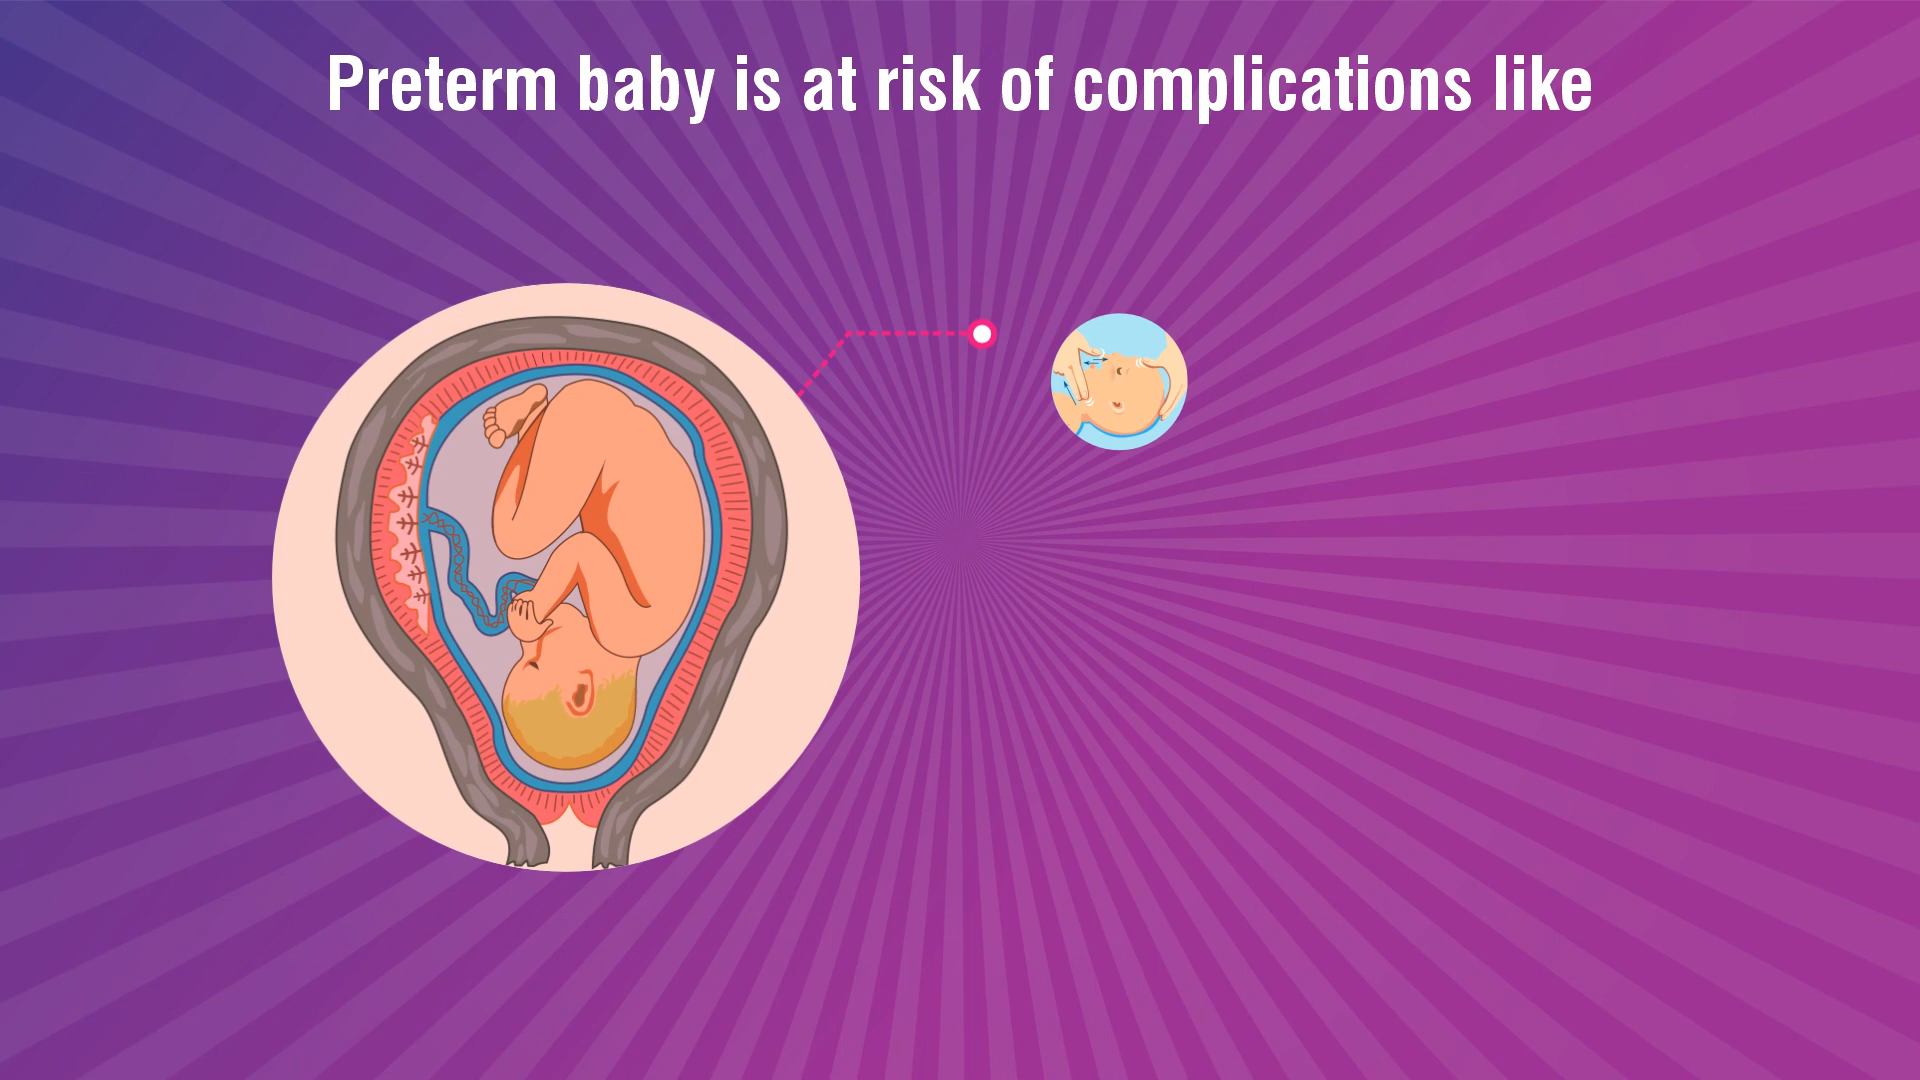 Preterm baby is at risk of complications like